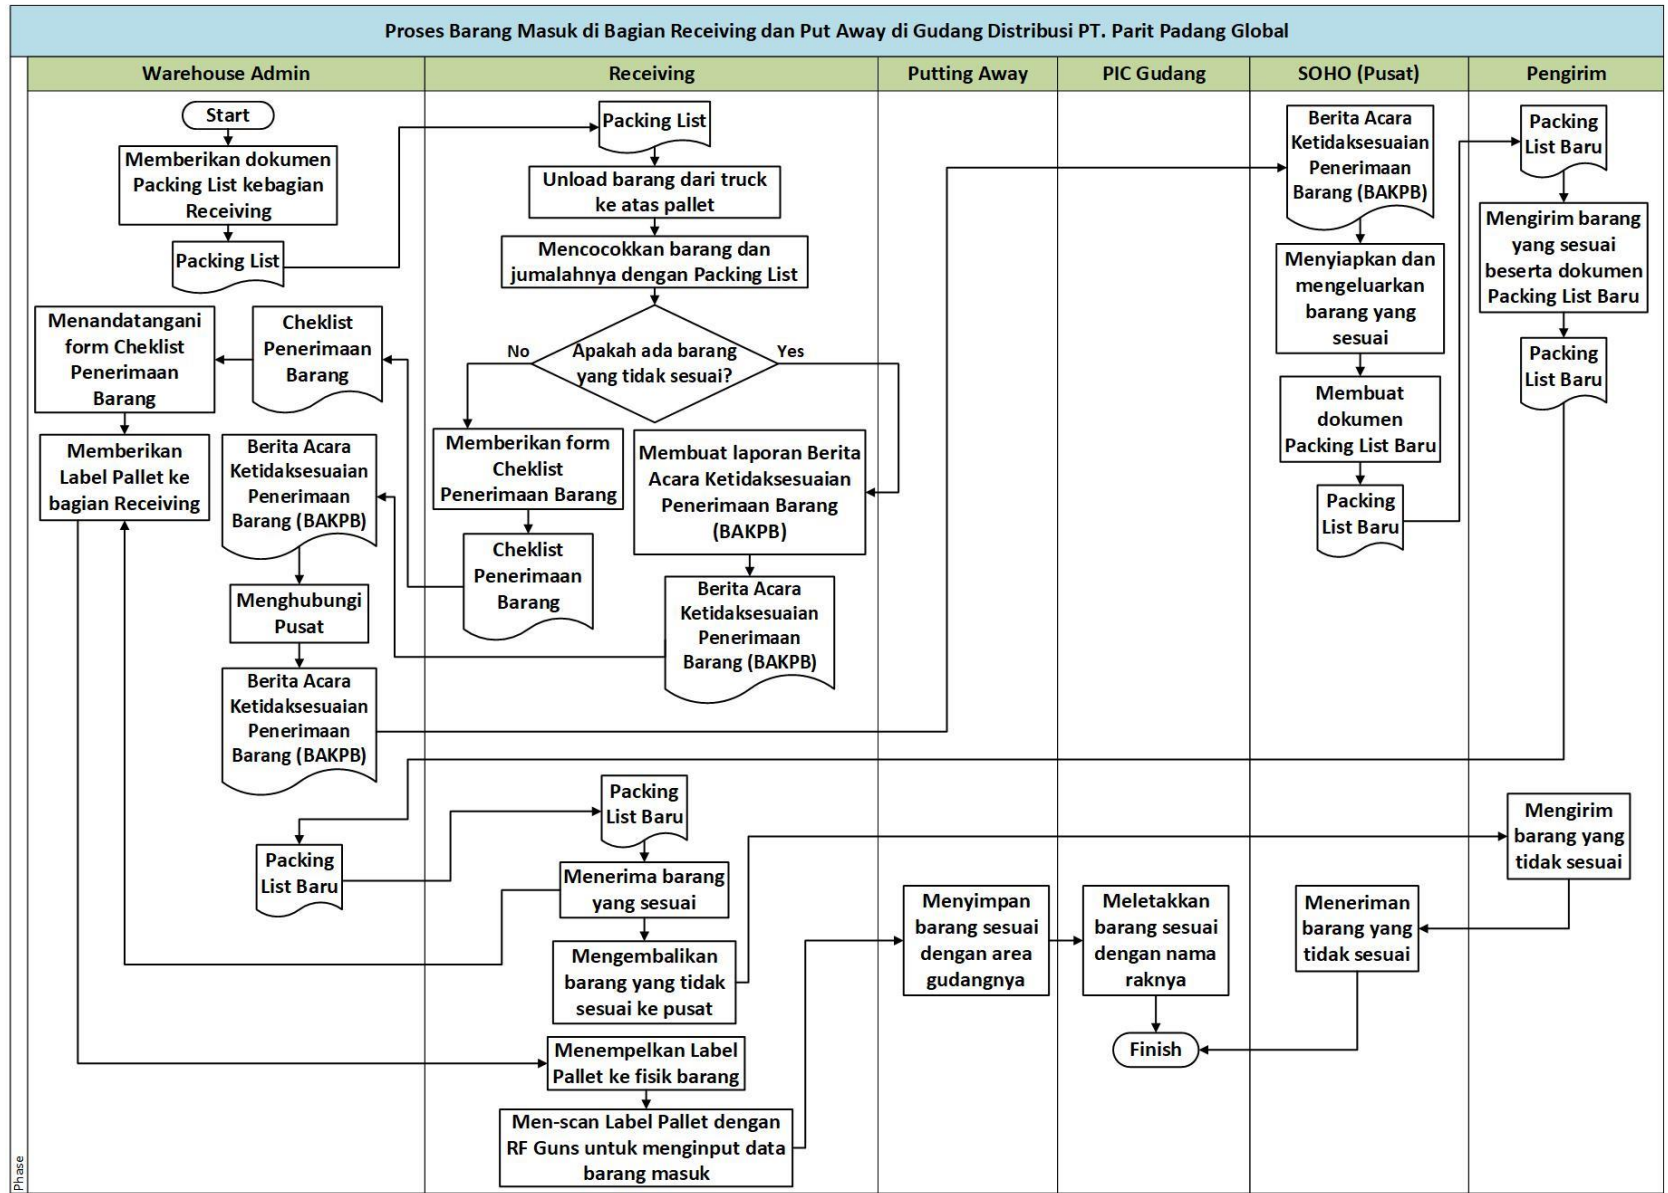 Proses Barang Masuk di Bagian Receiving dan Put Away di Gudang Distribusi PT. Parit Padang Global
Warehouse Admin
Receiving
Putting Away
PIC Gudang
SOHO (Pusat)
Pengirim
Start
Memberikan dokumen
Packing List kebagian
Receiving
Packing List
Menandatangani
form Cheklist
Penerimaan
Barang
Cheklist
Penerimaan
Barang
Memberikan
Label Pallet ke
bagian Receiving
Berita Acara
Ketidaksesuaian
Penerimaan
Barang (BAKPB)
Menghubungi
Pusat
Berita Acara
Ketidaksesuaian
Penerimaan
Barang (BAKPB)
Packing
List Baru
Packing List
Unload barang dari truck
ke atas pallet
Mencocokkan barang dan
jumalahnya dengan Packing List
No
Apakah ada barang
yang tidak sesuai?
Yes
Memberikan form
Cheklist
Penerimaan Barang
Cheklist
Penerimaan
Barang
Membuat laporan Berita
Acara Ketidaksesuaian
Penerimaan Barang
(BAKPB)
Berita Acara
Ketidaksesuaian
Penerimaan
Barang (BAKPB)
Packing
List Baru
Menerima barang
yang sesuai
Mengembalikan
barang yang tidak
sesuai ke pusat
Menempelkan Label
Pallet ke fisik barang
Men-scan Label Pallet dengan
RF Guns untuk menginput data
barang masuk
Menyimpan
barang sesuai
dengan area
gudangnya
Meletakkan
barang sesuai
dengan nama
raknya
Finish
Berita Acara
Ketidaksesuaian
Penerimaan
Barang (BAKPB)
Menyiapkan dan
mengeluarkan
barang yang
sesuai
Membuat
dokumen
Packing List Baru
Packing
List Baru
Meneriman
barang yang
tidak sesuai
Packing
List Baru
Mengirim barang
yang sesuai
beserta dokumen
Packing List Baru
Packing
List Baru
Mengirim
barang yang
tidak sesuai
Phase